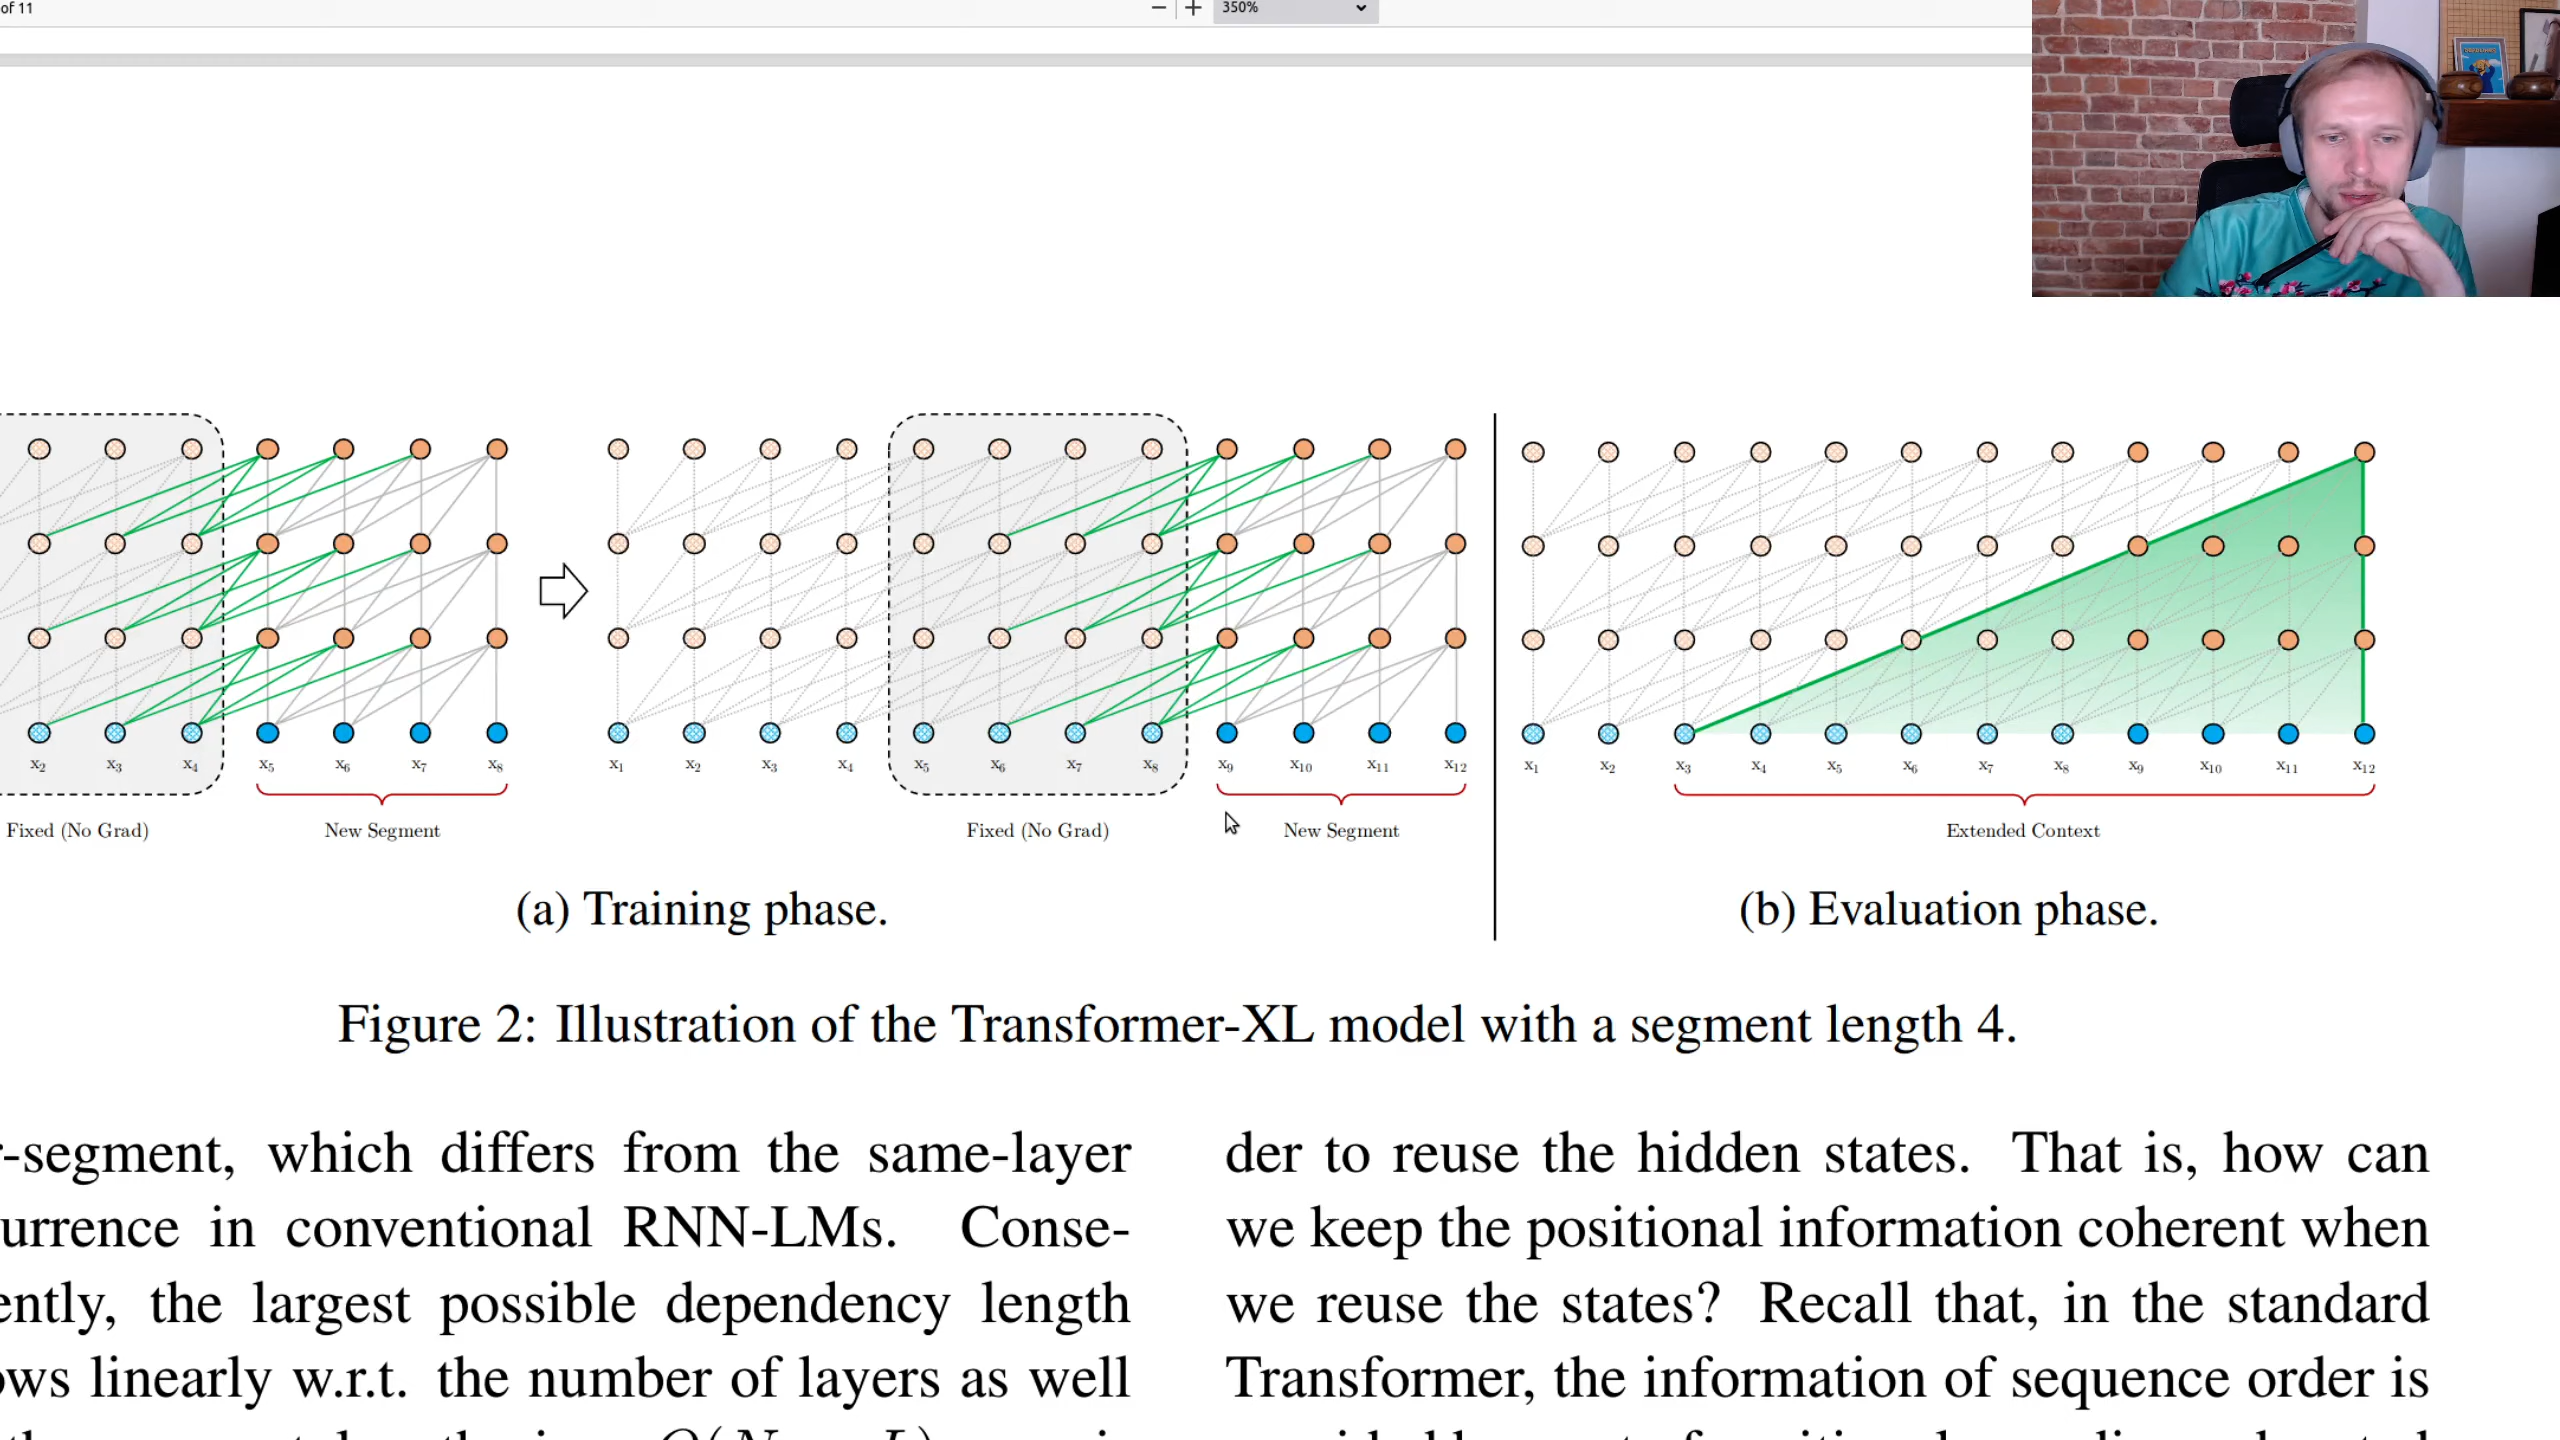 of 11
350%
x2 x3 x4 x5 x6 x7 x8
x1 x2 x3 x4 x5 x6 x7 x8 x9 x10 x11 x12
x1 x2 x3 x4 x5 x6 x7 x8 x9 x10 x11 x12
Fixed (No Grad) New Segment
Fixed (No Grad) New Segment
Extended Context
(a) Training phase.
(b) Evaluation phase.
Figure 2: Illustration of the Transformer-XL model with a segment length 4.
r-segment, which differs from the same-layer
urrence in conventional RNN-LMs. Conse-
ently, the largest possible dependency length
ows linearly w.r.t. the number of layers as well
der to reuse the hidden states. That is, how can
we keep the positional information coherent when
we reuse the states? Recall that, in the standard
Transformer, the information of sequence order is